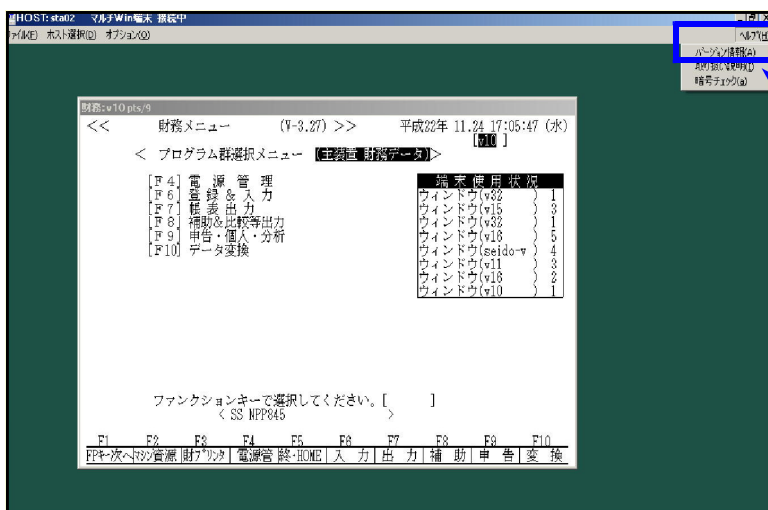 HOST: sta02 マルチWin端末 接続中
ファイル(F) ホスト選択(D) オプション(O) ヘルプ(H)
バージョン情報(A)
取り扱い説明(I)
暗号チェック(a)
財務:v10 pts/9
<< 財務メニュー (V-3.27) >> 平成22年 11.24 17:05:47 (水)
[v10 ]
< プログラム群選択メニュー (主装置 財務データ)>
[F 4] 電 源 管 理
[F 6] 登 録 & 入 力
[F 7] 帳 表 出 力
[F 8] 補助&比較等出力
[F 9] 申告・個人・分析
[F10] データ変換
端 末 使 用 状 況
ウィンドウ(v32 ) 1
ウィンドウ(v15 ) 3
ウィンドウ(v32 ) 1
ウィンドウ(v16 ) 5
ウィンドウ(seido-v ) 4
ウィンドウ(v11 ) 3
ウィンドウ(v16 ) 2
ウィンドウ(v10 ) 1
ファンクションキーで選択してください。[ ]
< SS NPP845 >
F1 F2 F3 F4 F5 F6 F7 F8 F9 F10
FPキー次へ マシン資源 財プリンタ 電源管 終・HOME 入 力 出 力 補 助 申 告 変 換